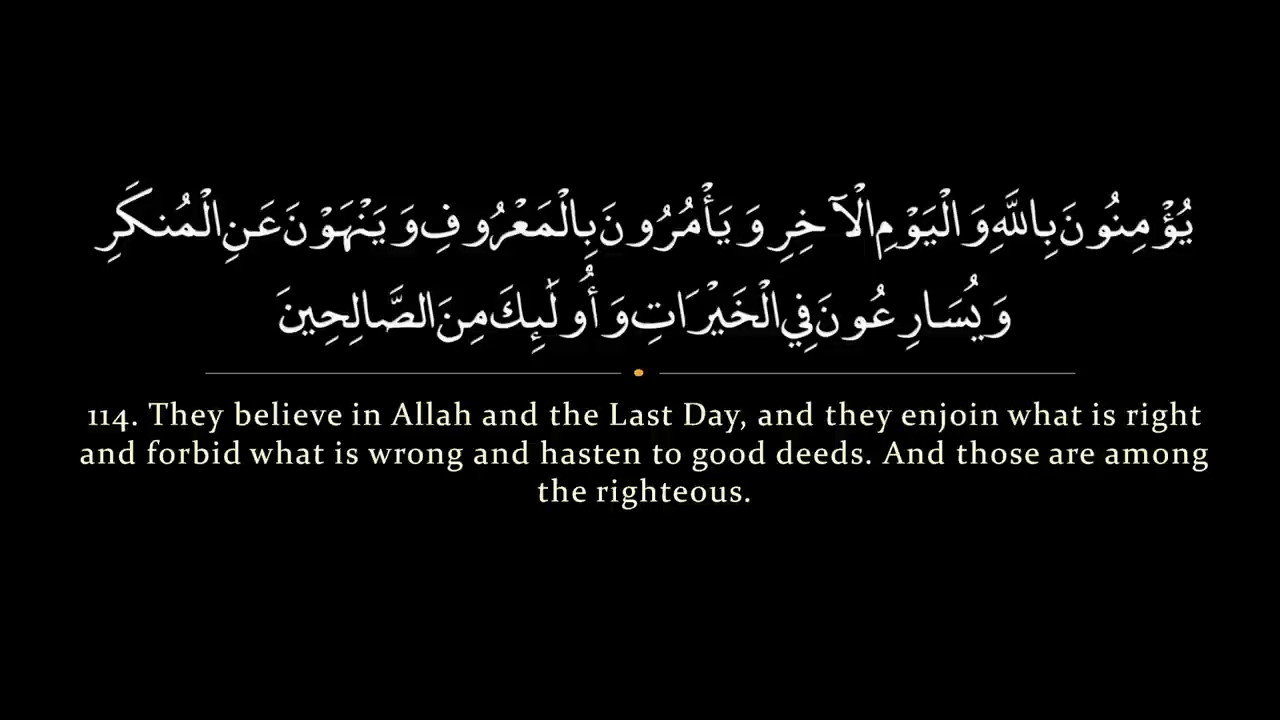 يُؤْمِنُونَ بِاللَّهِ وَالْيَوْمِ الْآخِرِ وَيَأْمُرُونَ بِالْمَعْرُوفِ وَيَنْهَوْنَ عَنِ الْمُنكَرِ
وَيُسَارِعُونَ فِي الْخَيْرَاتِ وَأُولَٰئِكَ مِنَ الصَّالِحِينَ
114. They believe in Allah and the Last Day, and they enjoin what is right
and forbid what is wrong and hasten to good deeds. And those are among
the righteous.